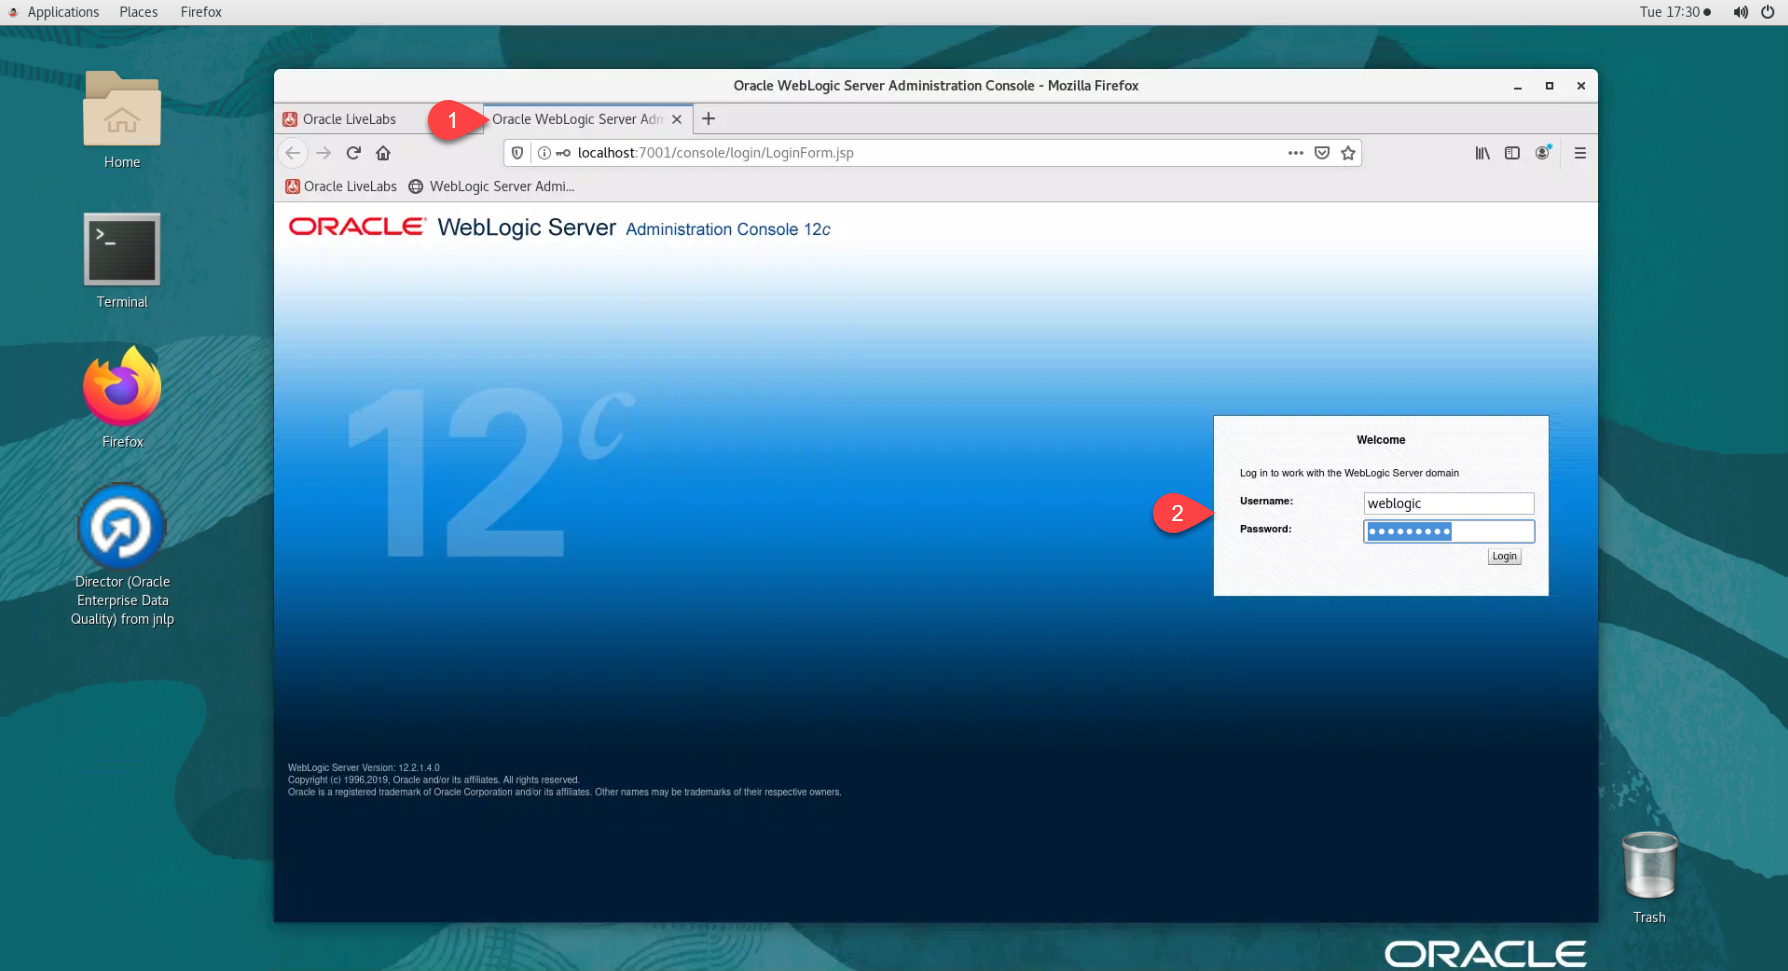 Applications Places Firefox Tue 17:30
Home
Terminal
Firefox
Director (Oracle
Enterprise Data
Quality) from jnlp
Oracle WebLogic Server Administration Console - Mozilla Firefox
Oracle LiveLabs 1 Oracle WebLogic Server Adm
localhost:7001/console/login/LoginForm.jsp
Oracle LiveLabs WebLogic Server Admi...
ORACLE WebLogic Server Administration Console 12c
12c
Welcome
Log in to work with the WebLogic Server domain
Username: weblogic
2
Password:
Login
WebLogic Server Version: 12.2.1.4.0
Copyright (c) 1996,2019, Oracle and/or its affiliates. All rights reserved.
Oracle is a registered trademark of Oracle Corporation and/or its affiliates. Other names may be trademarks of their respective owners.
Trash
ORACLE